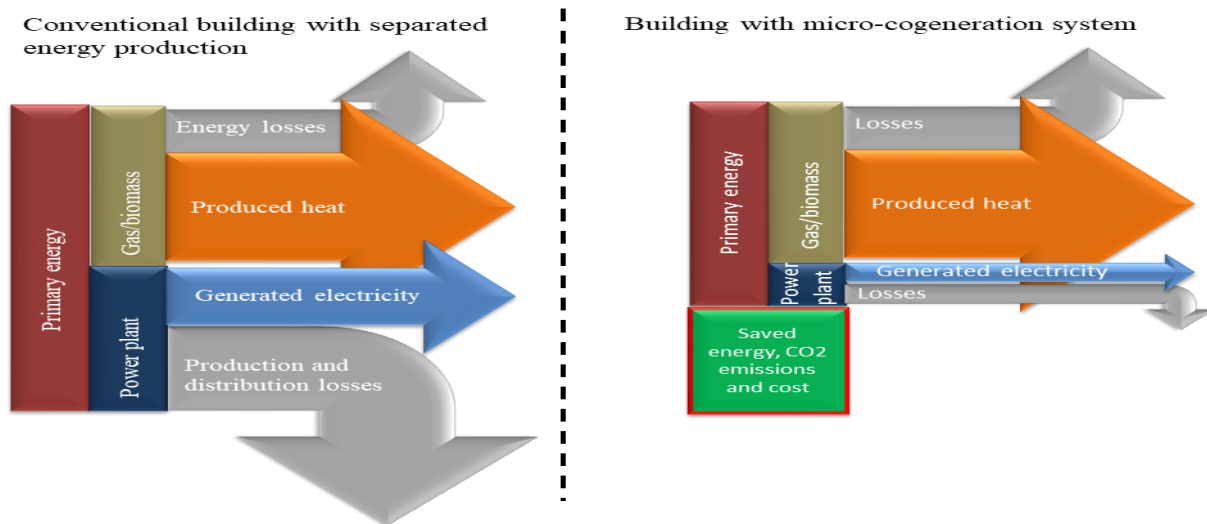 Conventional building with separated
energy production
Primary energy
Gas/biomass
Power plant
Energy losses
Produced heat
Generated electricity
Production and
distribution losses
Building with micro-cogeneration system
Primary energy
Gas/biomass
Power
plant
Losses
Produced heat
Generated electricity
Losses
Saved
energy, CO2
emissions
and cost